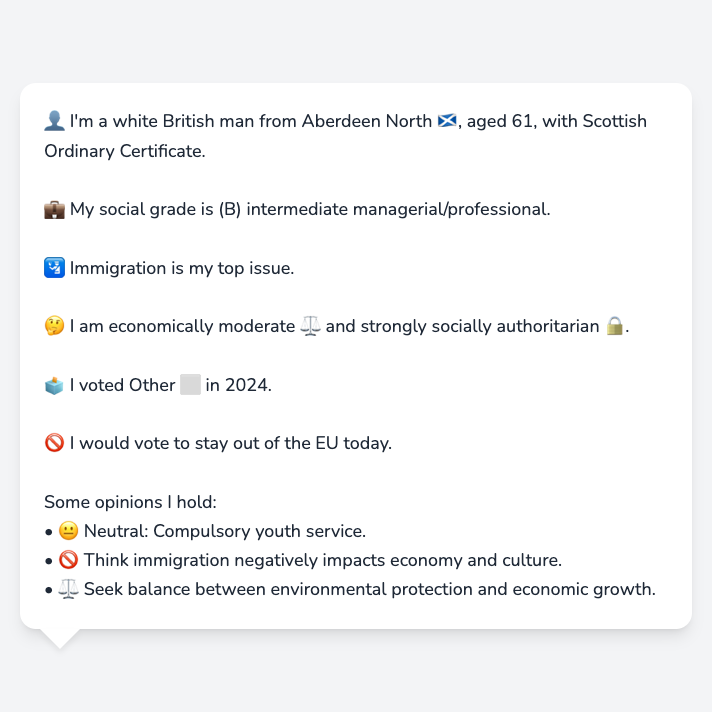 👤 I'm a white British man from Aberdeen North 🏴󠁧󠁢󠁳󠁣󠁴󠁿, aged 61, with Scottish
Ordinary Certificate.
💼 My social grade is (B) intermediate managerial/professional.
🛂 Immigration is my top issue.
🤔 I am economically moderate ⚖️ and strongly socially authoritarian 🔒.
🗳️ I voted Other ⬜ in 2024.
🚫 I would vote to stay out of the EU today.
Some opinions I hold:
• 😐 Neutral: Compulsory youth service.
• 🚫 Think immigration negatively impacts economy and culture.
• ⚖️ Seek balance between environmental protection and economic growth.